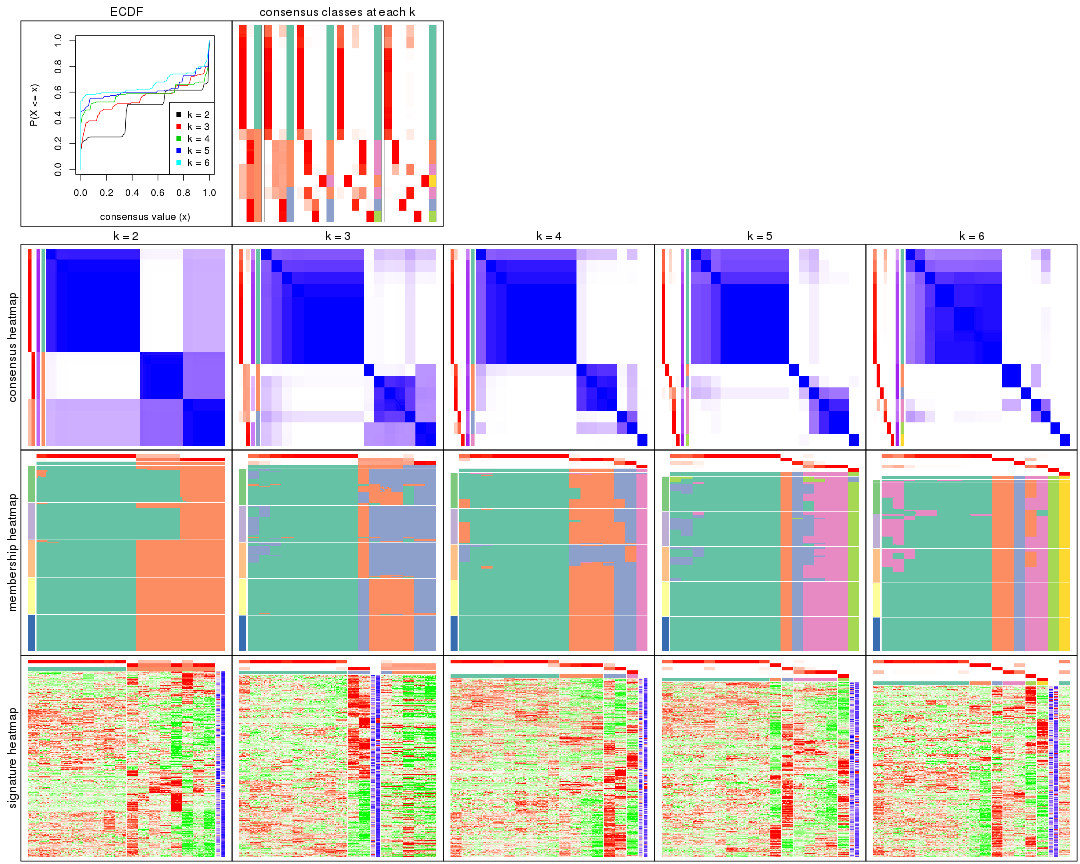 ECDF
consensus classes at each k
P(X <= x)
0.0
0.2
0.4
0.6
0.8
1.0
k = 2
k = 3
k = 4
k = 5
k = 6
0.0 0.2 0.4 0.6 0.8 1.0
consensus value (x)
k = 2
k = 3
k = 4
k = 5
k = 6
consensus heatmap
membership heatmap
signature heatmap